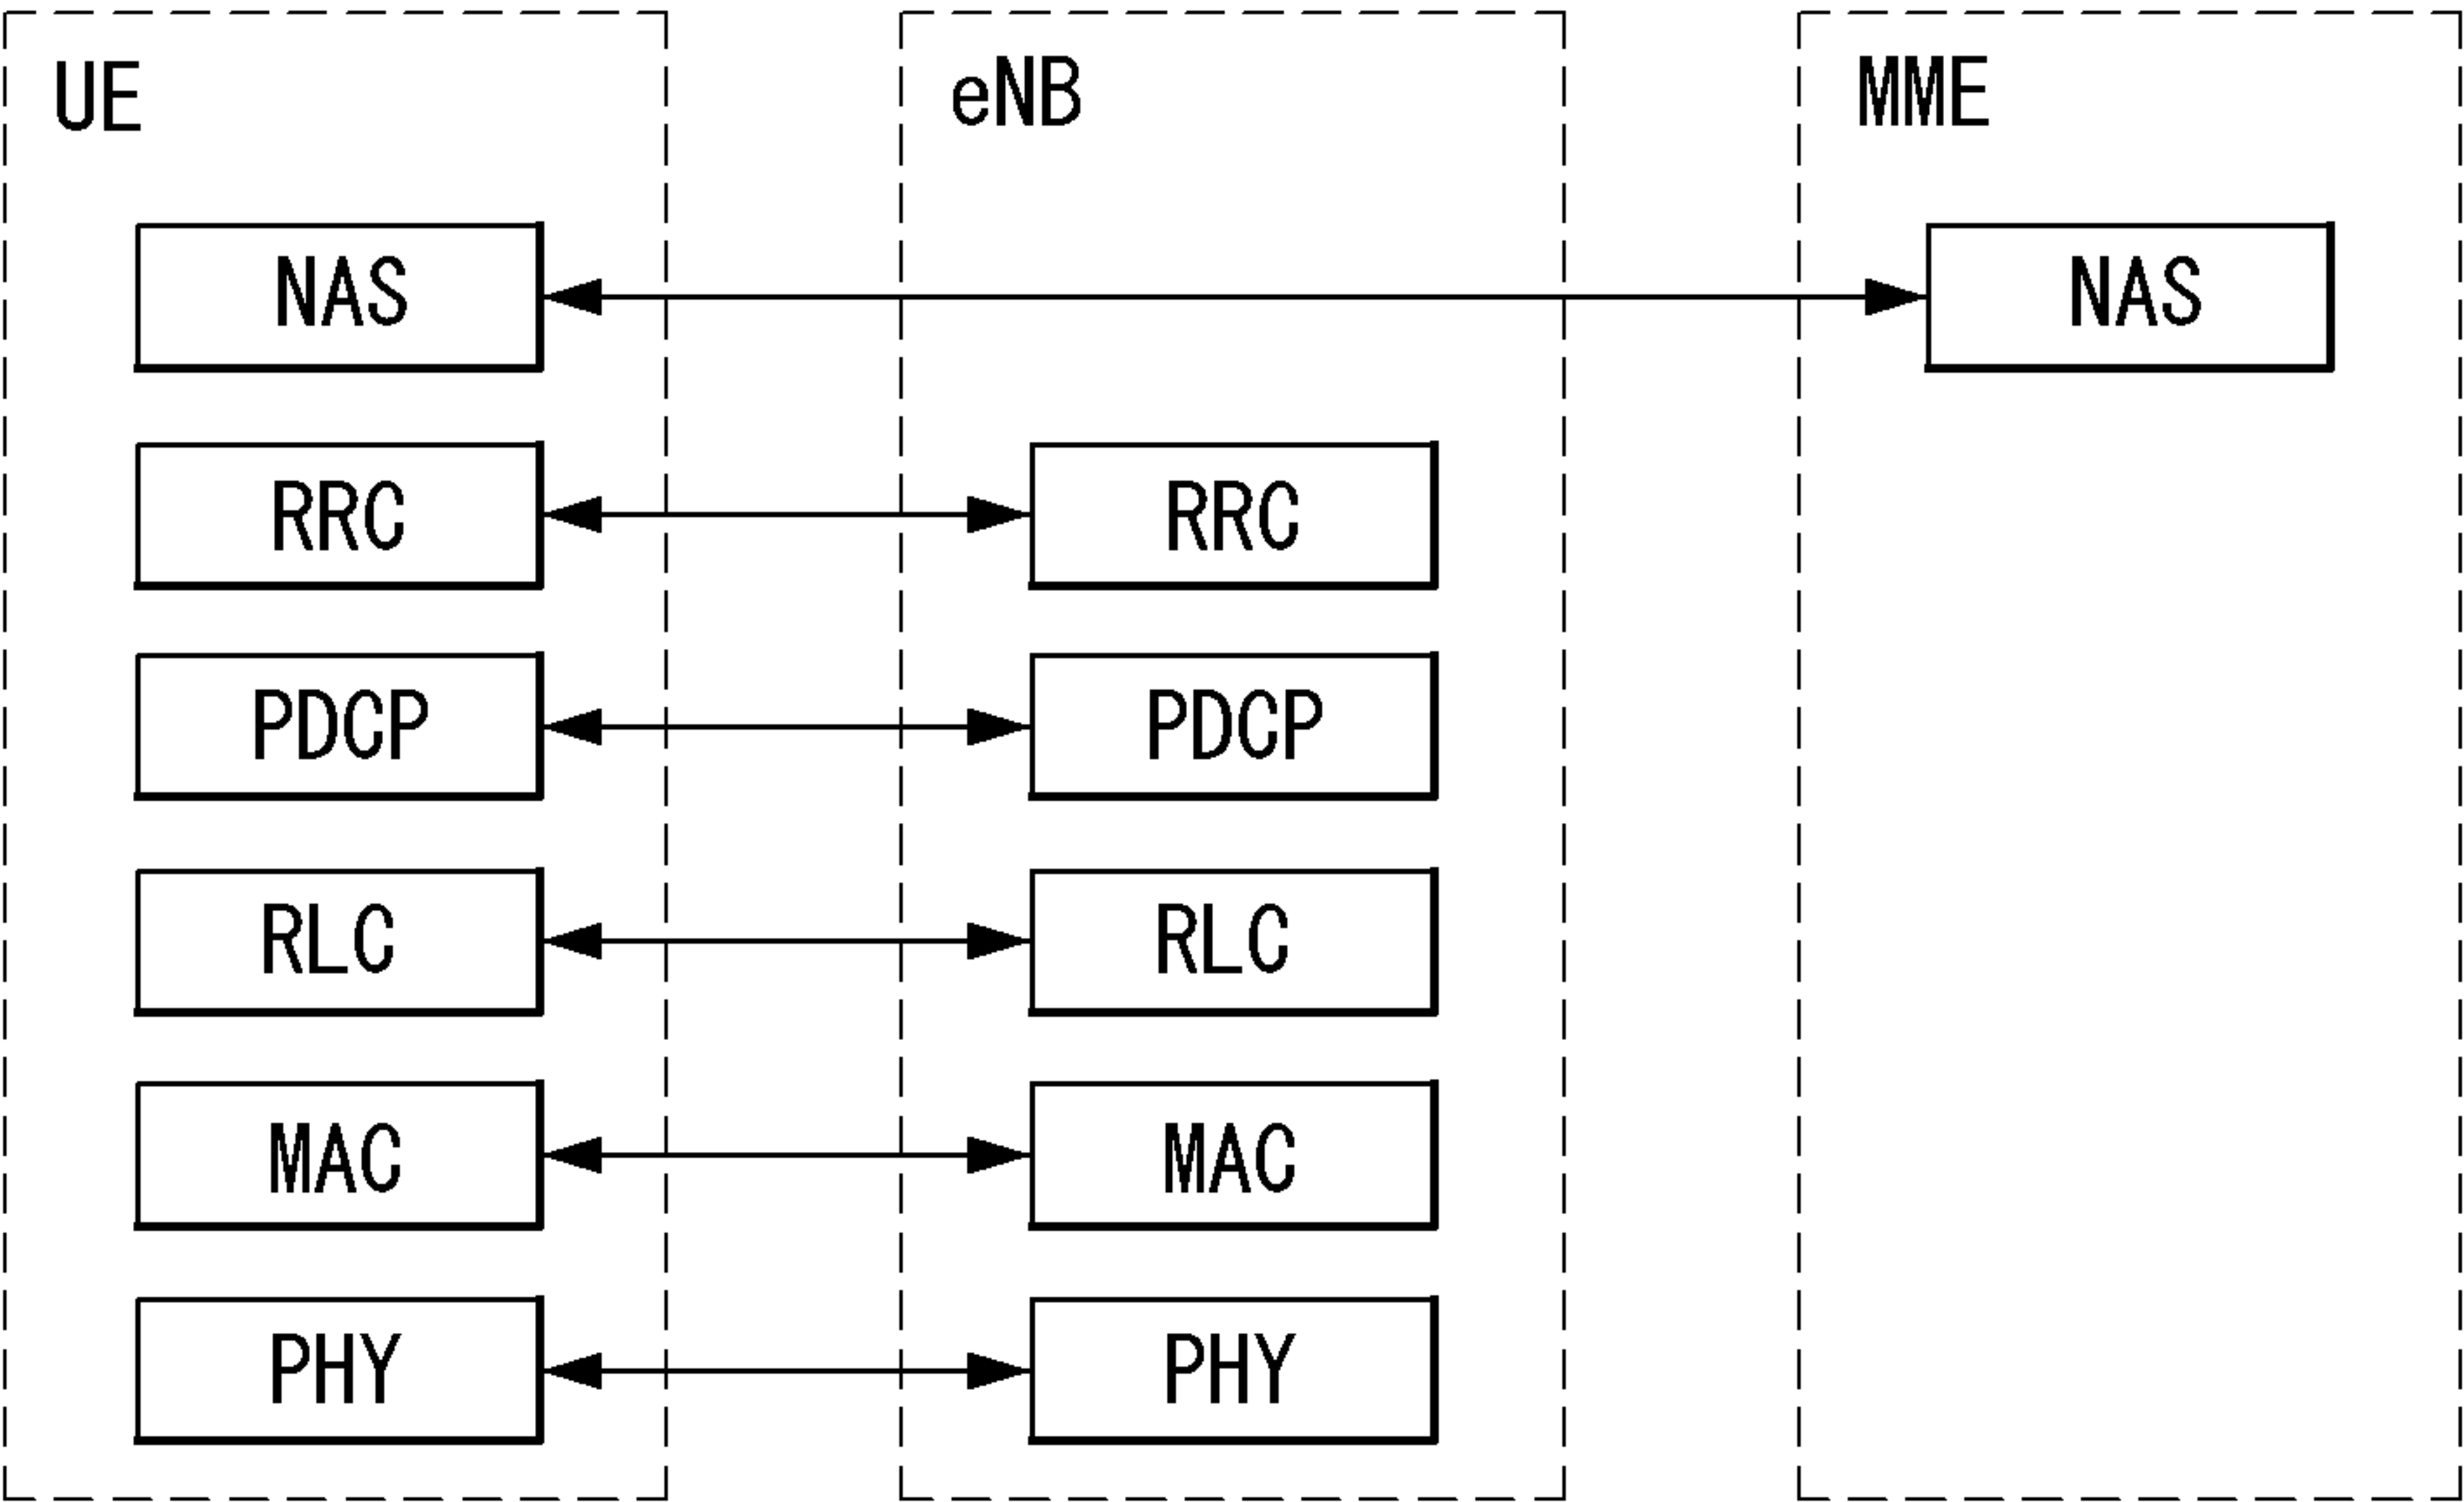 UE eNB MME
NAS NAS
RRC RRC
PDCP PDCP
RLC RLC
MAC MAC
PHY PHY